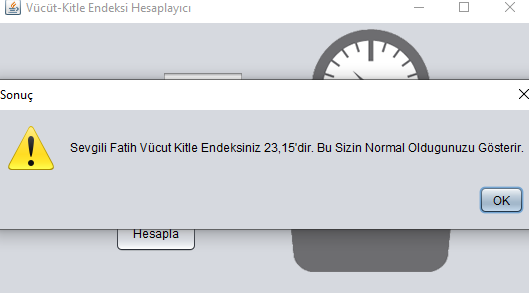 Vücüt-Kitle Endeksi Hesaplayıcı
Sonuç
Sevgili Fatih Vücut Kitle Endeksiniz 23,15'dir. Bu Sizin Normal Oldugunuzu Gösterir.
OK
Hesapla